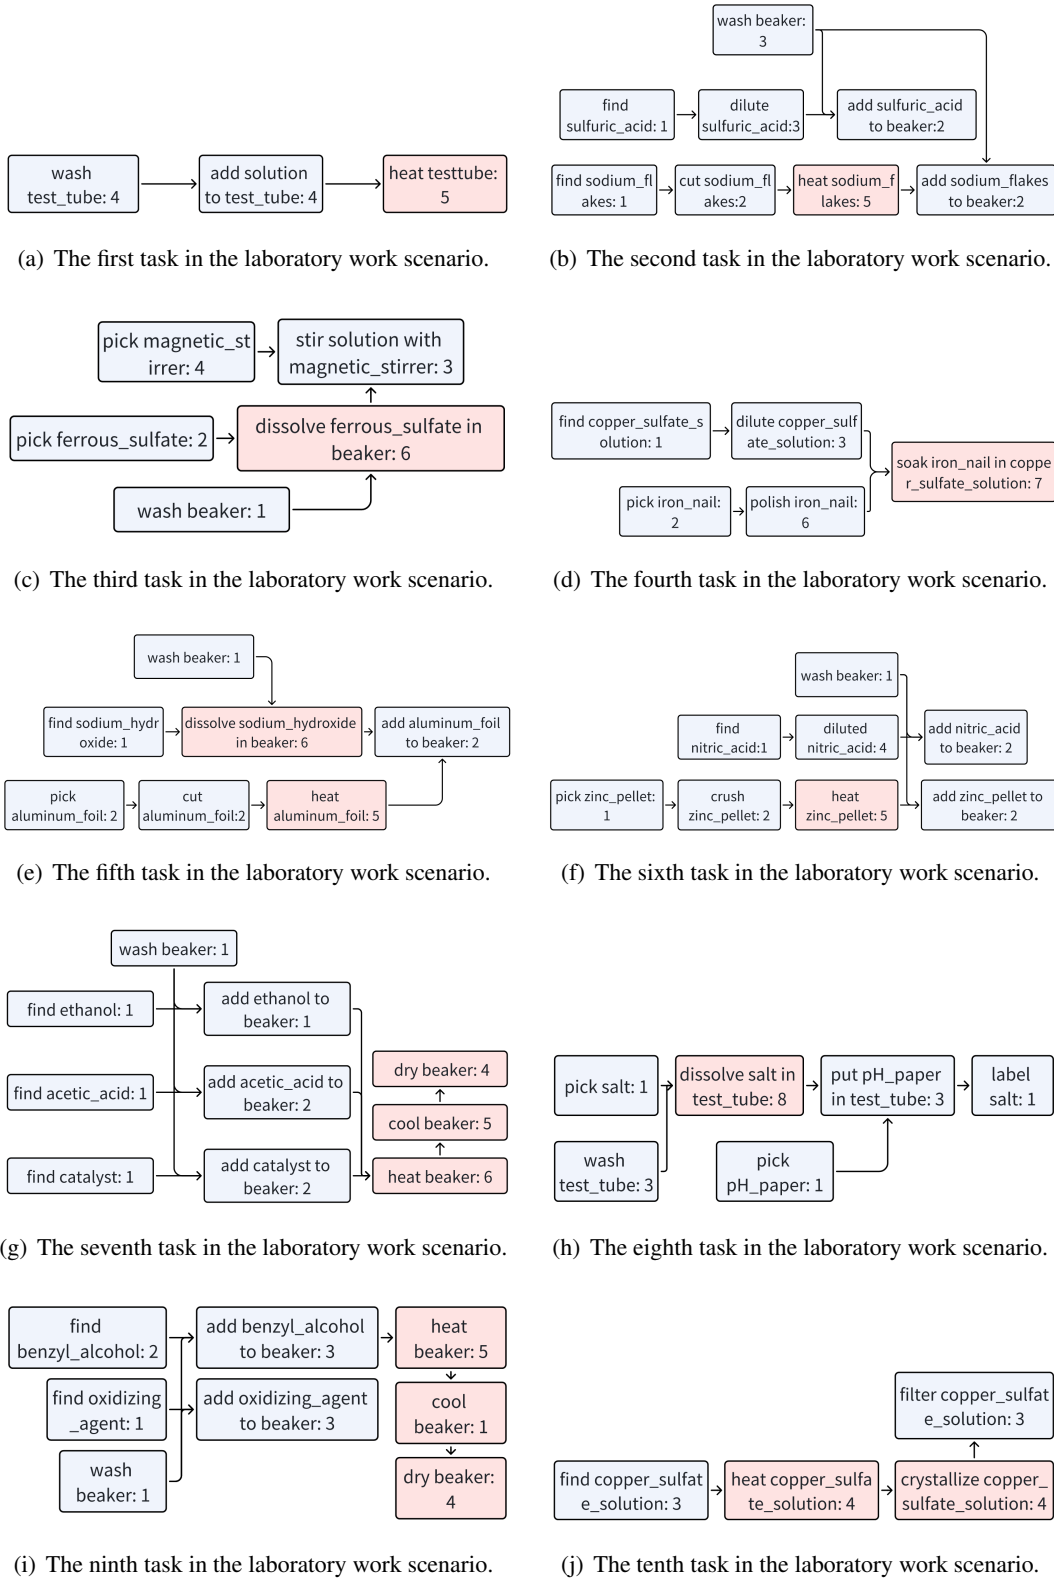 wash
test_tube: 4
add solution
to test_tube: 4
heat testtube:
5
(a) The first task in the laboratory work scenario.
wash beaker:
3
find
sulfuric_acid: 1
dilute
sulfuric_acid:3
add sulfuric_acid
to beaker:2
find sodium_fl
akes: 1
cut sodium_fl
akes:2
heat sodium_f
lakes: 5
add sodium_flakes
to beaker:2
(b) The second task in the laboratory work scenario.
pick magnetic_st
irrer: 4
stir solution with
magnetic_stirrer: 3
pick ferrous_sulfate: 2
dissolve ferrous_sulfate in
beaker: 6
wash beaker: 1
(c) The third task in the laboratory work scenario.
find copper_sulfate_s
olution: 1
dilute copper_sulf
ate_solution: 3
soak iron_nail in coppe
r_sulfate_solution: 7
pick iron_nail:
2
polish iron_nail:
6
(d) The fourth task in the laboratory work scenario.
wash beaker: 1
find sodium_hydr
oxide: 1
dissolve sodium_hydroxide
in beaker: 6
add aluminum_foil
to beaker: 2
pick
aluminum_foil: 2
cut
aluminum_foil:2
heat
aluminum_foil: 5
(e) The fifth task in the laboratory work scenario.
wash beaker: 1
find
nitric_acid:1
diluted
nitric_acid: 4
add nitric_acid
to beaker: 2
pick zinc_pellet:
1
crush
zinc_pellet: 2
heat
zinc_pellet: 5
add zinc_pellet to
beaker: 2
(f) The sixth task in the laboratory work scenario.
wash beaker: 1
find ethanol: 1
add ethanol to
beaker: 1
find acetic_acid: 1
add acetic_acid to
beaker: 2
find catalyst: 1
add catalyst to
beaker: 2
dry beaker: 4
cool beaker: 5
heat beaker: 6
(g) The seventh task in the laboratory work scenario.
pick salt: 1
dissolve salt in
test_tube: 8
put pH_paper
in test_tube: 3
label
salt: 1
wash
test_tube: 3
pick
pH_paper: 1
(h) The eighth task in the laboratory work scenario.
find
benzyl_alcohol: 2
add benzyl_alcohol
to beaker: 3
heat
beaker: 5
find oxidizing
_agent: 1
add oxidizing_agent
to beaker: 3
cool
beaker: 1
wash
beaker: 1
dry beaker:
4
(i) The ninth task in the laboratory work scenario.
filter copper_sulfat
e_solution: 3
find copper_sulfat
e_solution: 3
heat copper_sulfa
te_solution: 4
crystallize copper_
sulfate_solution: 4
(j) The tenth task in the laboratory work scenario.